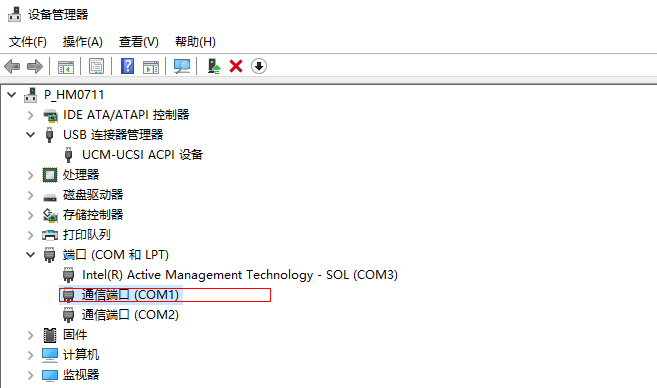 设备管理器
文件(F) 操作(A) 查看(V) 帮助(H)
P_HM0711
IDE ATA/ATAPI 控制器
USB 连接器管理器
UCM-UCSI ACPI 设备
处理器
磁盘驱动器
存储控制器
打印队列
端口 (COM 和 LPT)
Intel(R) Active Management Technology - SOL (COM3)
通信端口 (COM1)
通信端口 (COM2)
固件
计算机
监视器